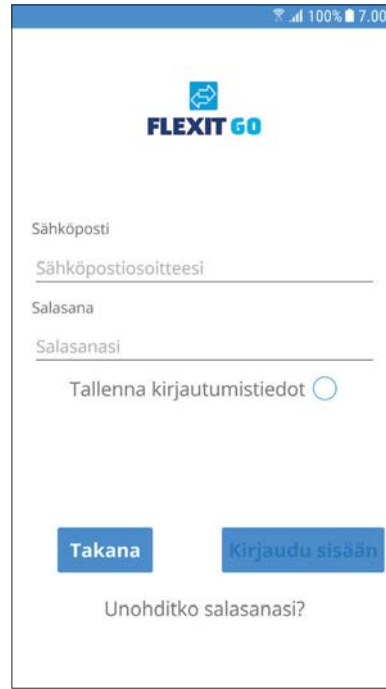 100% 7.00
FLEXIT GO
Sähköposti
Sähköpostiosoitteesi
Salasana
Salasanasi
Tallenna kirjautumistiedot
Takana Kirjaudu sisään
Unohditko salasanasi?